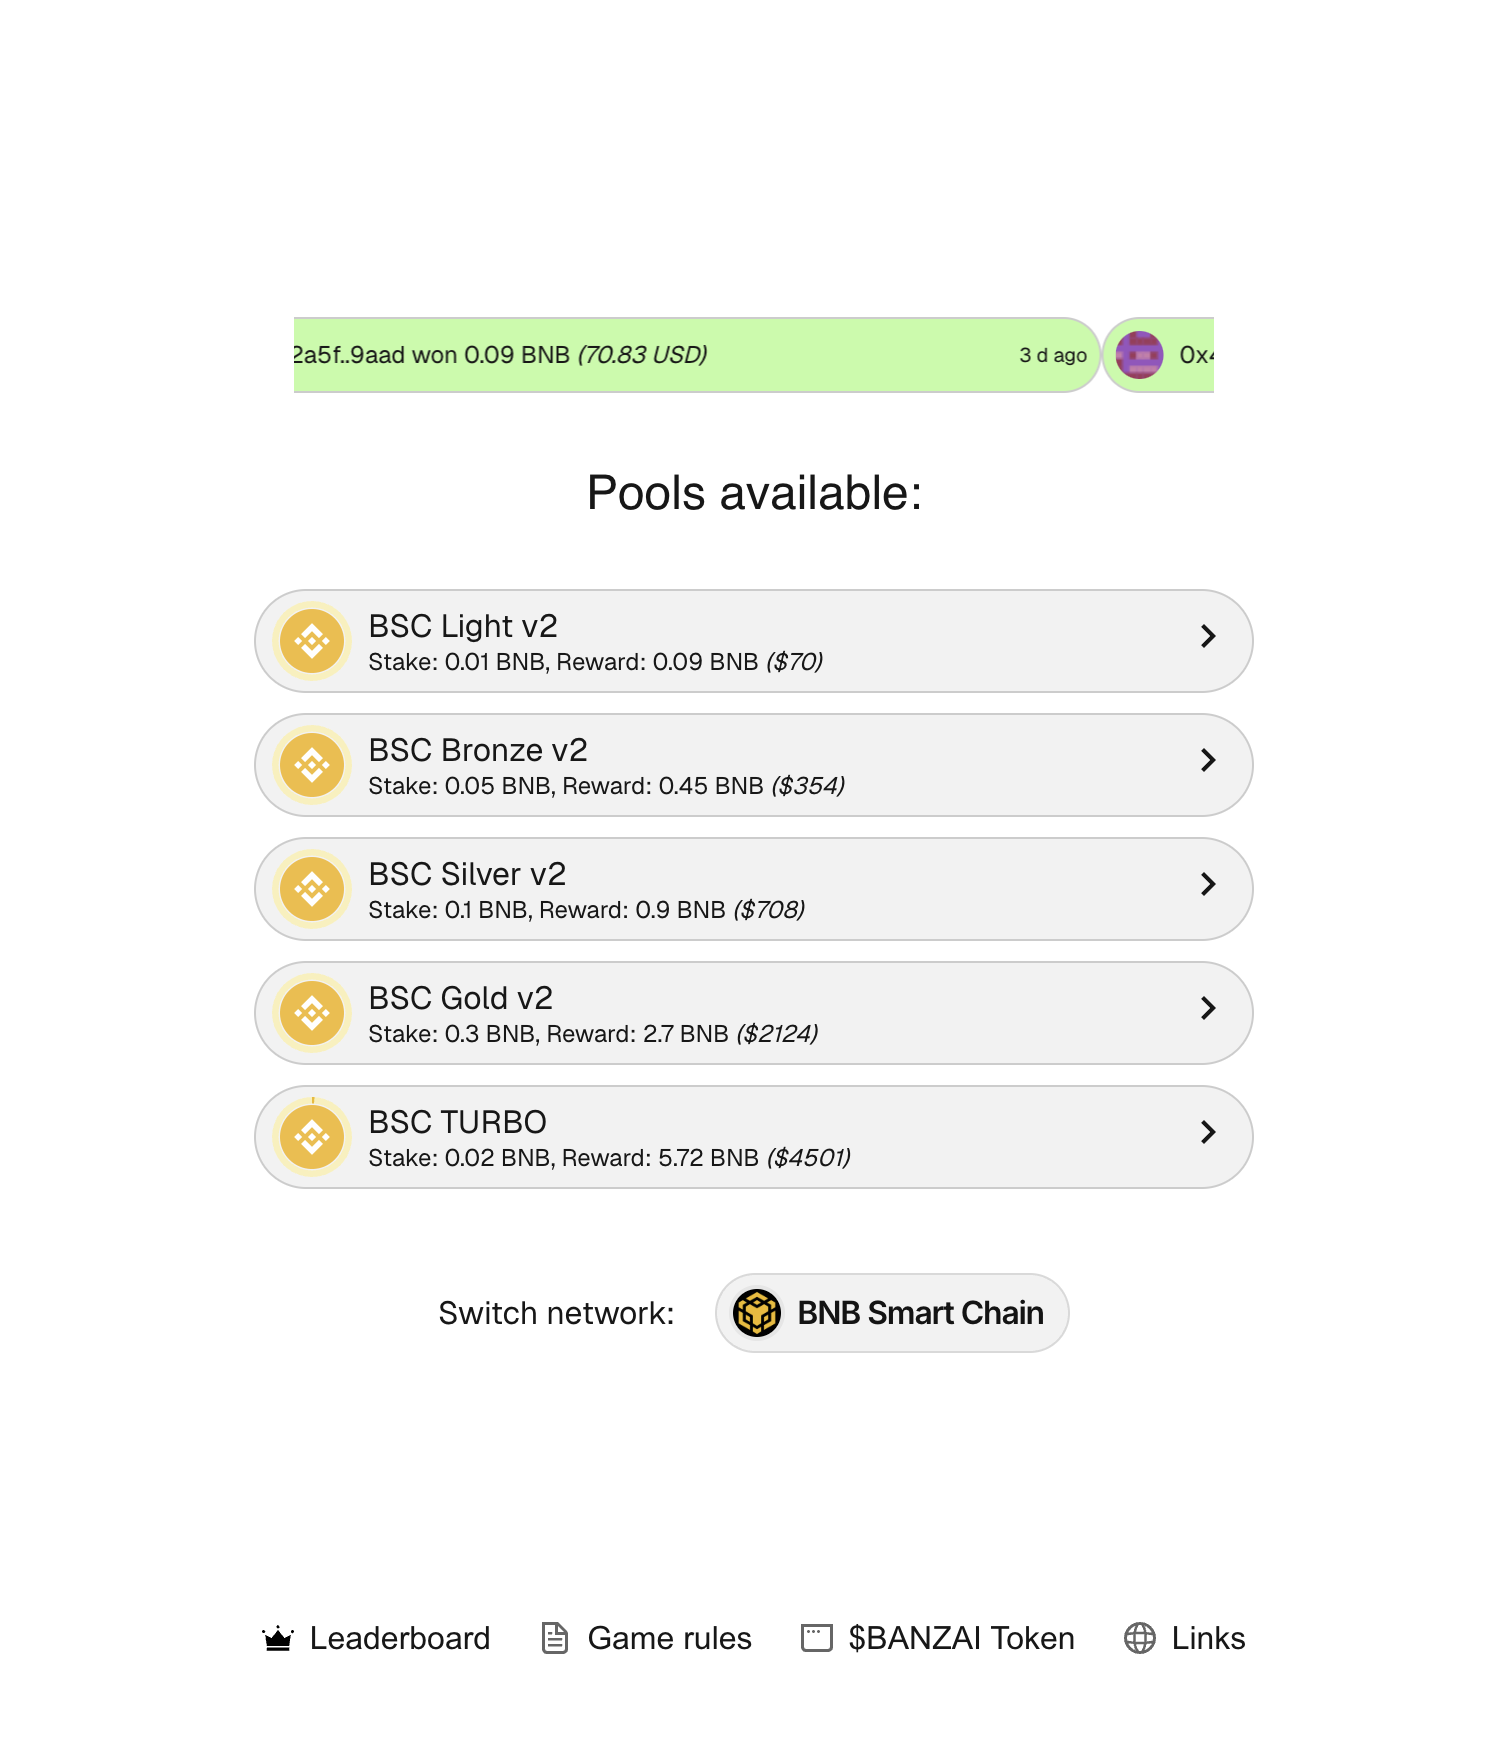 2a5f..9aad won 0.09 BNB (70.83 USD) 3 d ago
Pools available:
BSC Light v2
Stake: 0.01 BNB, Reward: 0.09 BNB ($70)
BSC Bronze v2
Stake: 0.05 BNB, Reward: 0.45 BNB ($354)
BSC Silver v2
Stake: 0.1 BNB, Reward: 0.9 BNB ($708)
BSC Gold v2
Stake: 0.3 BNB, Reward: 2.7 BNB ($2124)
BSC TURBO
Stake: 0.02 BNB, Reward: 5.72 BNB ($4501)
Switch network: BNB Smart Chain
Leaderboard Game rules $BANZAI Token Links